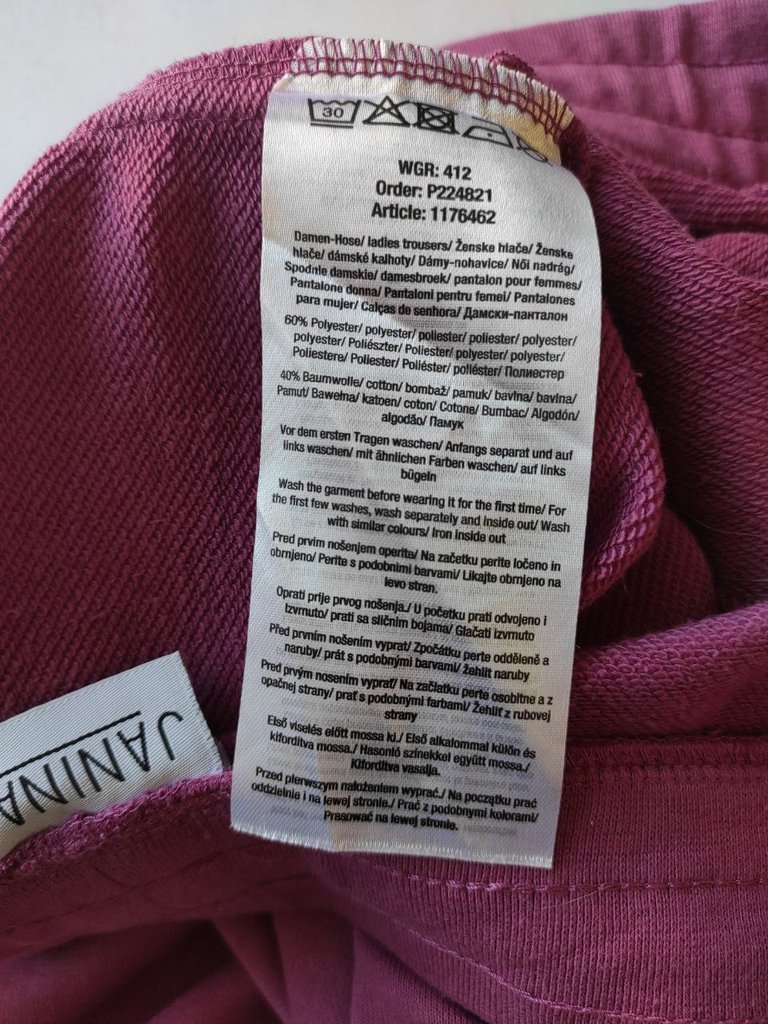 30
WGR: 412
Order: P224821
Article: 1176462
Damen-Hose/ ladies trousers/ Ženske hlače/ Ženske
hlače/ dámské kalhoty/ Dámy-nohavice/ Női nadrág/
Spodnie damskie/ damesbroek/ pantalon pour femmes/
Pantalone donna/ Pantaloni pentru femei/ Pantalones
para mujer/ Calças de senhora/ Дамски-панталон
60% Polyester/ polyester/ poliester/ poliester/ polyester/
polyester/ Poliészter/ Poliester/ polyester/ polyester/
Poliestere/ Poliester/ Poliéster/ poliéster/ Полиестер
40% Baumwolle/ cotton/ bombaž/ pamuk/ bavlna/ bavlna/
Pamut/ Bawełna/ katoen/ coton/ Cotone/ Bumbac/ Algodón/
algodão/ Памук
Vor dem ersten Tragen waschen/ Anfangs separat und auf
links waschen/ mit ähnlichen Farben waschen/ auf links
bügeln
Wash the garment before wearing it for the first time/ For
the first few washes, wash separately and inside out/ Wash
with similar colours/ Iron inside out
Pred prvim nošenjem operite/ Na začetku perite ločeno in
obrnjeno/ Perite s podobnimi barvami/ Likajte obrnjeno na
levo stran.
Oprati prije prvog nošenja./ U početku prati odvojeno i
izvrnuto/ prati sa sličnim bojama/ Glačati izvrnuto
Před prvním nošením vyprat/ Zpočátku perte odděleně a
naruby/ prát s podobnými barvami/ žehlit naruby
Pred prvým nosením vyprať/ Na začiatku perte osobitne a z
opačnej strany/ prať s podobnými farbami/ Žehliť z rubovej
strany
Első viselés előtt mossa ki./ Első alkalommal külön és
kifordítva mossa./ Hasonló színekkel együtt mossa./
Kifordítva vasalja.
Przed pierwszym nałożeniem wyprać./ Na początku prać
oddzielnie i na lewej stronie./ Prać z podobnymi kolorami/
Prasować na lewej stronie.
JANINA